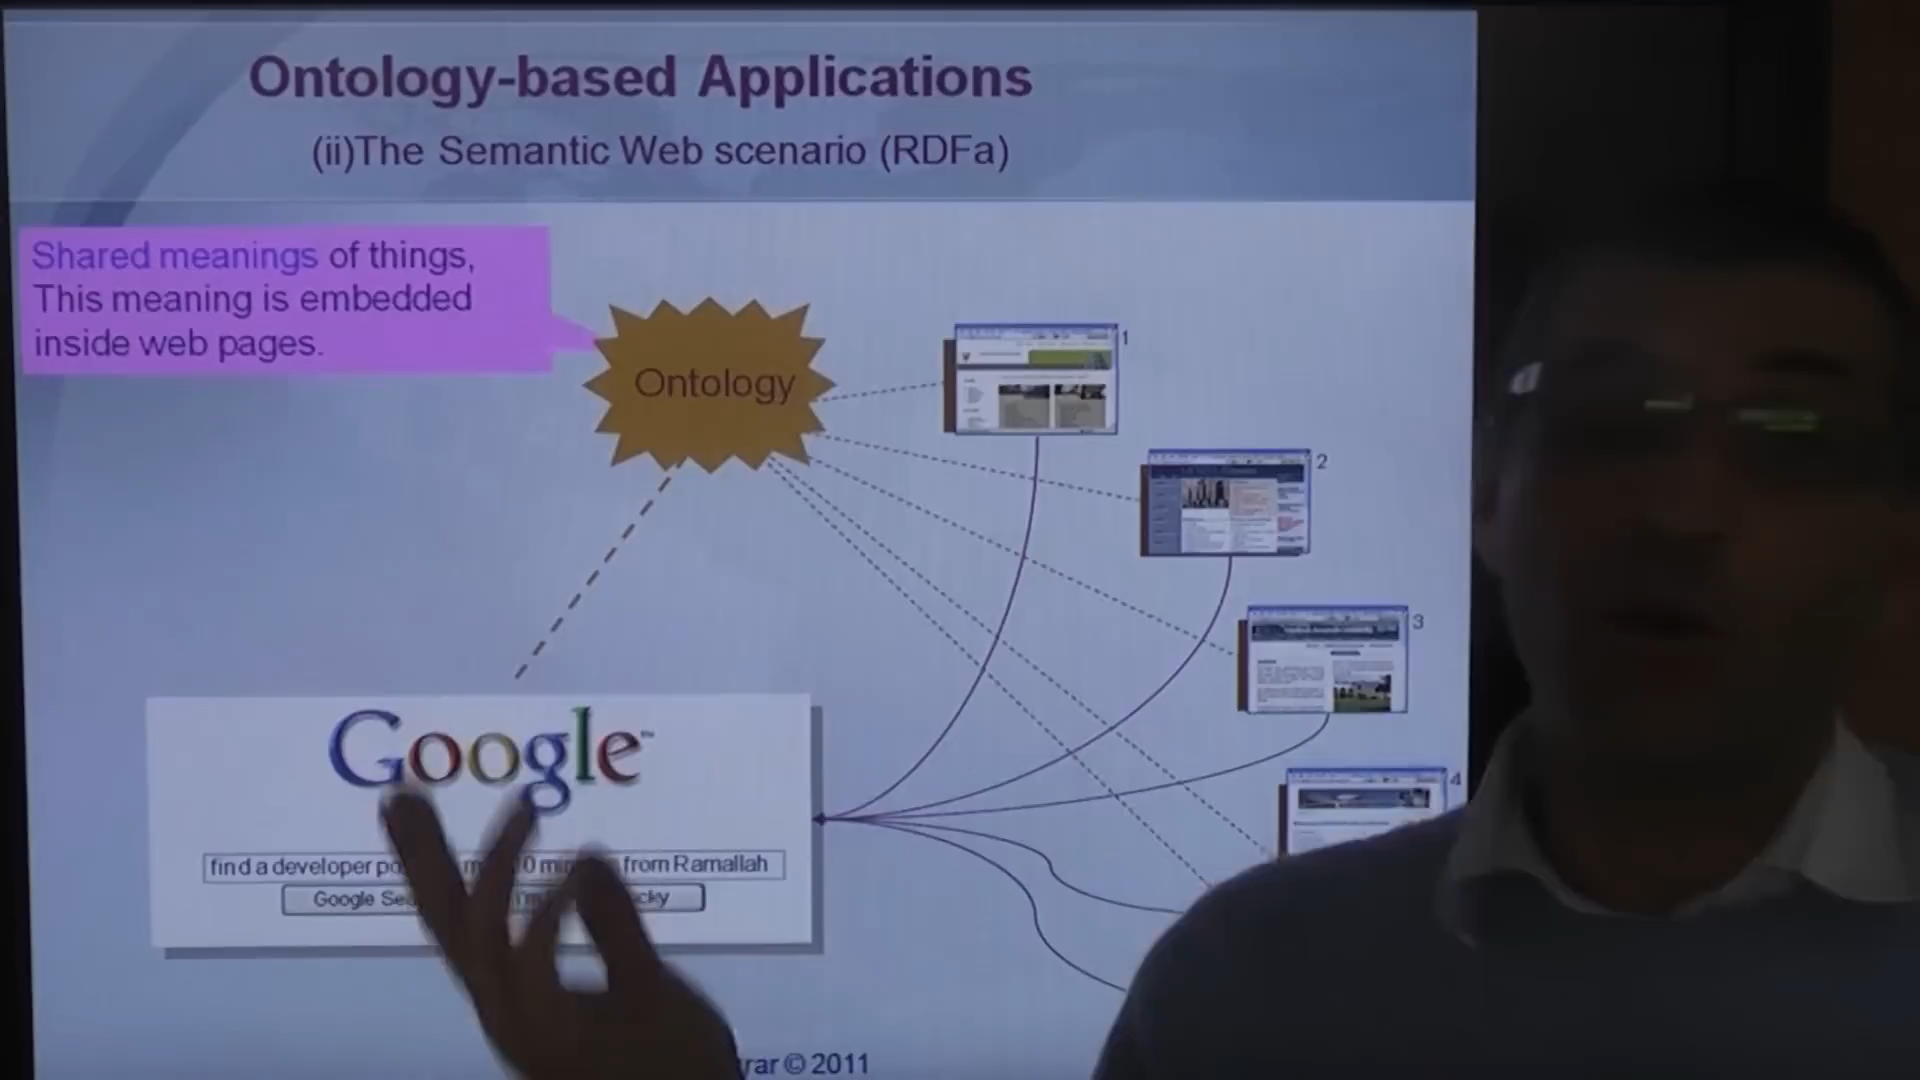 Ontology-based Applications
(ii)The Semantic Web scenario (RDFa)
Shared meanings of things,
This meaning is embedded
inside web pages.
Ontology
1
2
3
4
Google™
find a developer from Ramallah
Google
© 2011